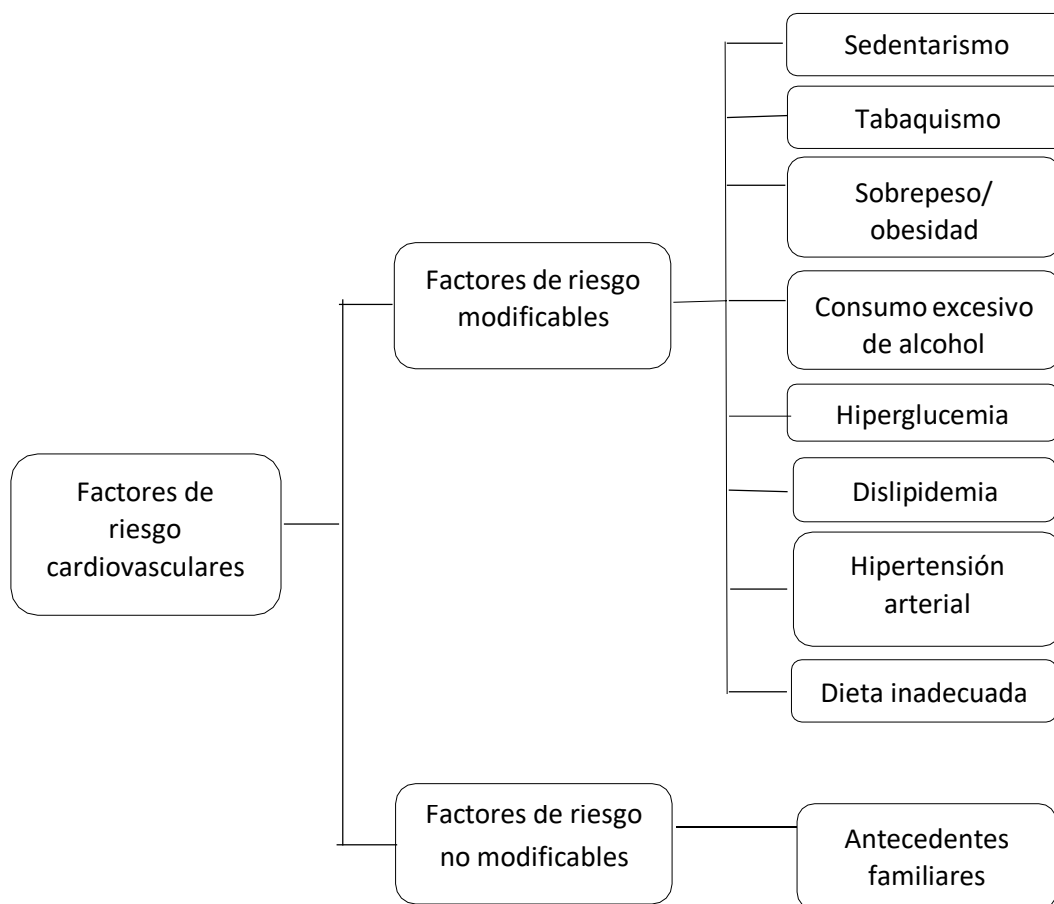 Sedentarismo
Tabaquismo
Sobrepeso/
obesidad
Factores de riesgo
modificables
Consumo excesivo
de alcohol
Hiperglucemia
Factores de
riesgo
cardiovasculares
Dislipidemia
Hipertensión
arterial
Dieta inadecuada
Factores de riesgo
no modificables
Antecedentes
familiares